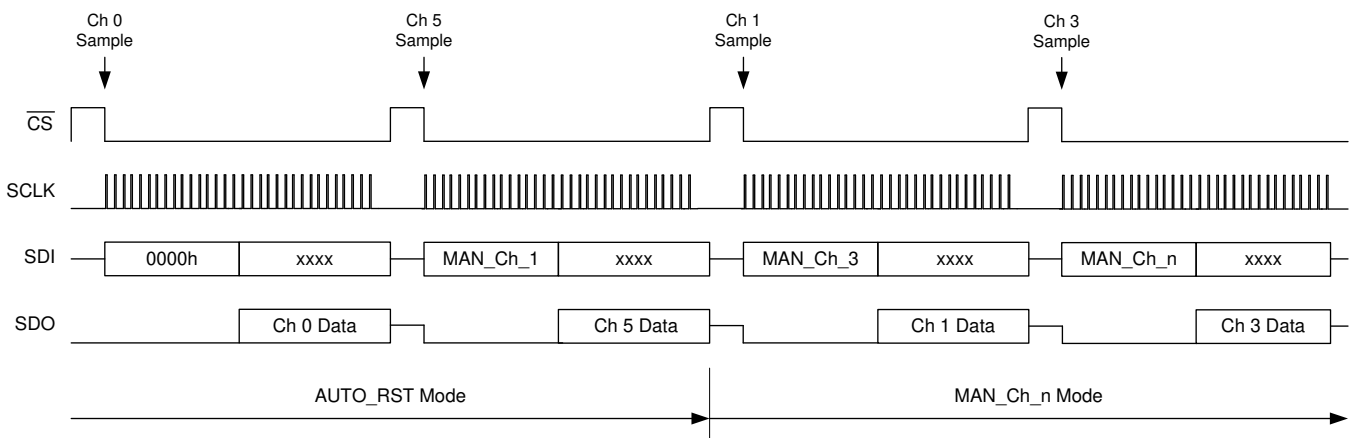 Ch 0
Sample
Ch 5
Sample
Ch 1
Sample
Ch 3
Sample
CS
SCLK
SDI
0000h
xxxx
MAN_Ch_1
xxxx
MAN_Ch_3
xxxx
MAN_Ch_n
xxxx
SDO
Ch 0 Data
Ch 5 Data
Ch 1 Data
Ch 3 Data
AUTO_RST Mode
MAN_Ch_n Mode